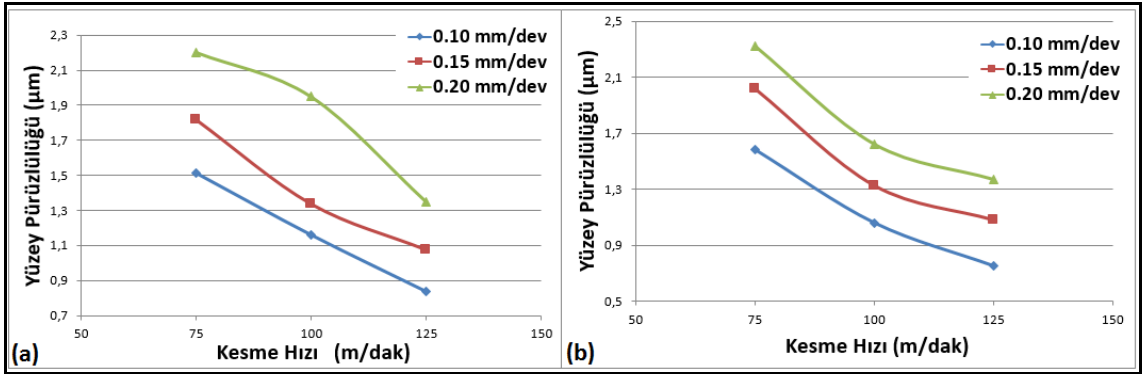 2,3
2,1
1,9
1,7
1,5
1,3
1,1
0,9
0,7
Yüzey Pürüzlülüğü (µm)
0.10 mm/dev
0.15 mm/dev
0.20 mm/dev
50 75 100 125 150
Kesme Hızı (m/dak)
(a)
2,5
2,1
1,7
1,3
0,9
0,5
Yüzey Pürüzlülüğü (µm)
0.10 mm/dev
0.15 mm/dev
0.20 mm/dev
50 75 100 125 150
Kesme Hızı (m/dak)
(b)